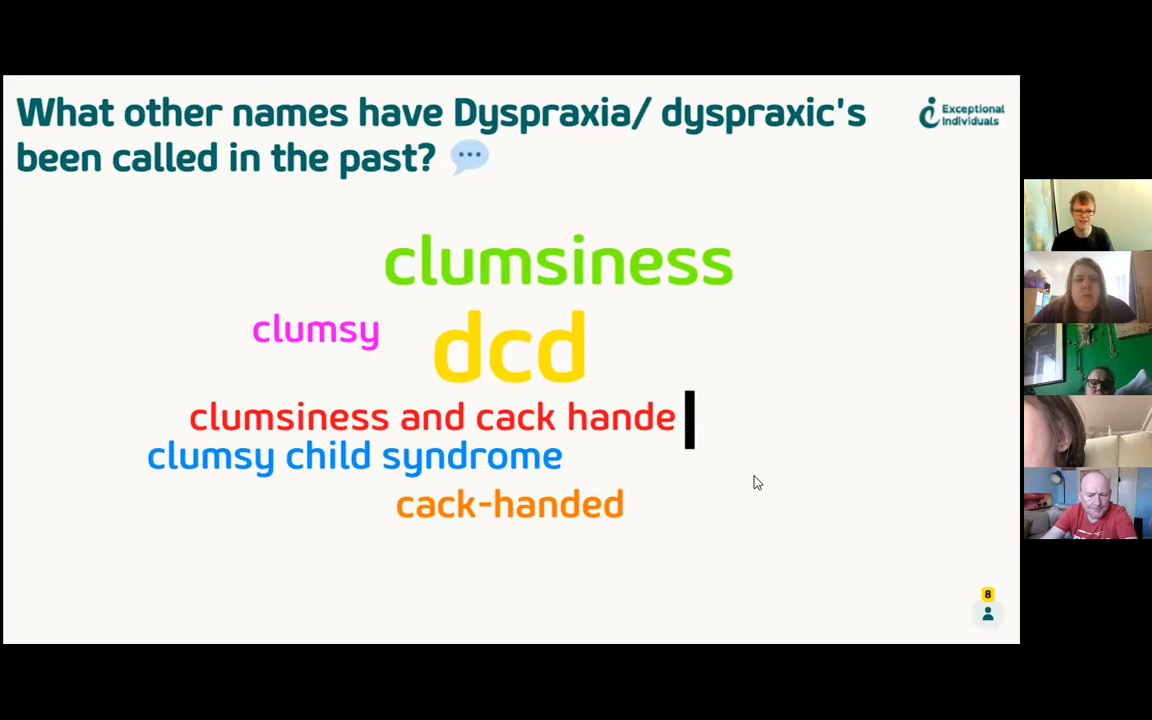 What other names have Dyspraxia/ dyspraxic's
been called in the past?
Exceptional
Individuals
clumsiness
clumsy
dcd
clumsiness and cack hande
clumsy child syndrome
cack-handed
8